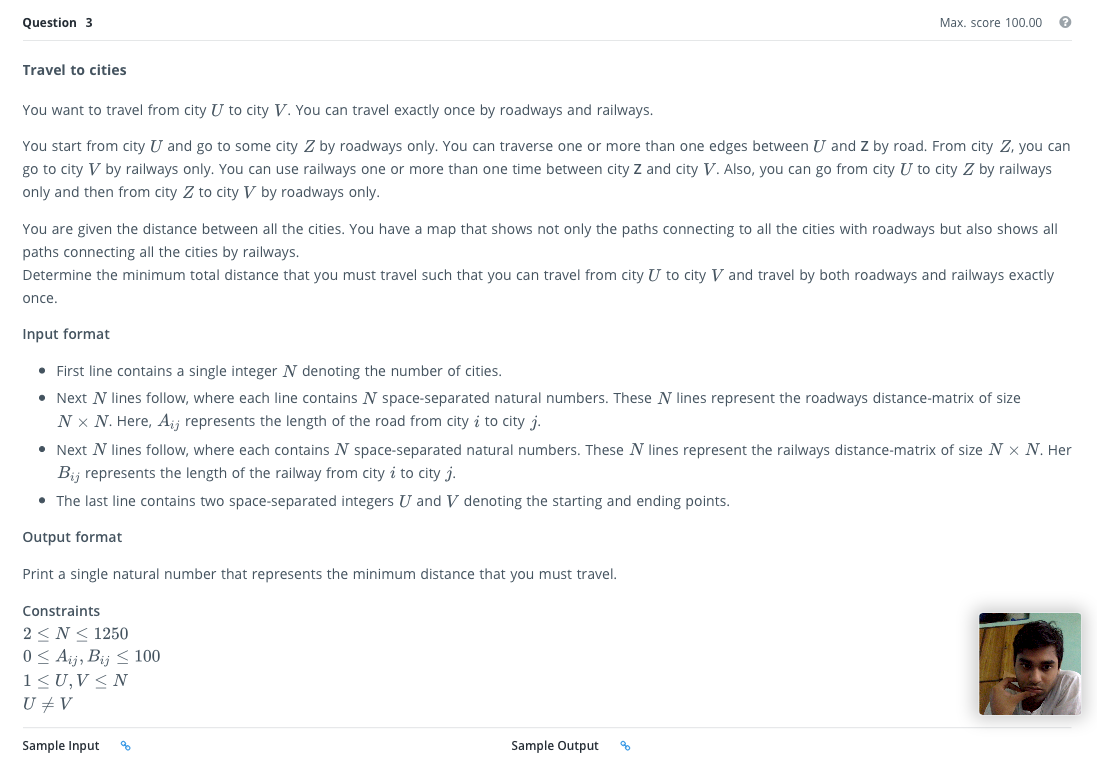 Question 3
Max. score 100.00
Travel to cities
You want to travel from city U to city V. You can travel exactly once by roadways and railways.
You start from city U and go to some city Z by roadways only. You can traverse one or more than one edges between U and Z by road. From city Z, you can
go to city V by railways only. You can use railways one or more than one time between city Z and city V. Also, you can go from city U to city Z by railways
only and then from city Z to city V by roadways only.
You are given the distance between all the cities. You have a map that shows not only the paths connecting to all the cities with roadways but also shows all
paths connecting all the cities by railways.
Determine the minimum total distance that you must travel such that you can travel from city U to city V and travel by both roadways and railways exactly
once.
Input format
• First line contains a single integer N denoting the number of cities.
• Next N lines follow, where each line contains N space-separated natural numbers. These N lines represent the roadways distance-matrix of size
N × N. Here, A_{ij} represents the length of the road from city i to city j.
• Next N lines follow, where each contains N space-separated natural numbers. These N lines represent the railways distance-matrix of size N × N. Her
B_{ij} represents the length of the railway from city i to city j.
• The last line contains two space-separated integers U and V denoting the starting and ending points.
Output format
Print a single natural number that represents the minimum distance that you must travel.
Constraints
2 ≤ N ≤ 1250
0 ≤ A_{ij}, B_{ij} ≤ 100
1 ≤ U, V ≤ N
U ≠ V
Sample Input
Sample Output